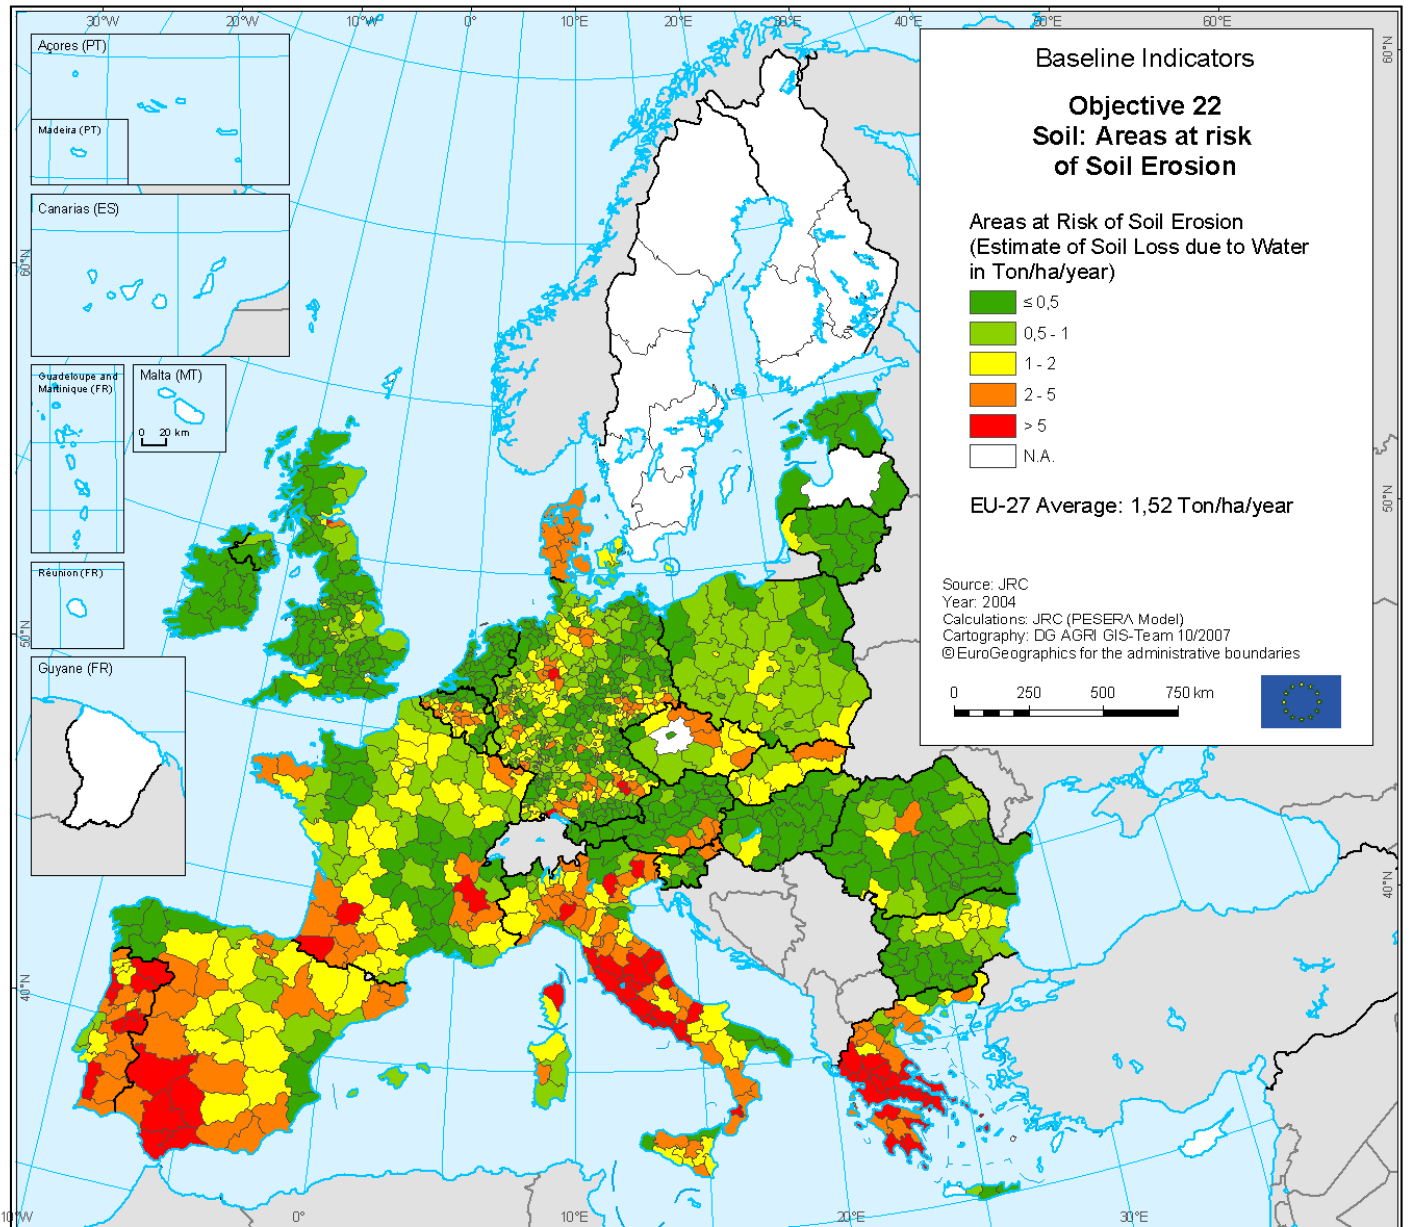 30°W
20°W
10°W
0°
10°E
20°E
40°E
50°E
60°E
Açores (PT)
Madeira (PT)
Canarias (ES)
Guadeloupe and
Martinique (FR)
Malta (MT)
0 20 km
Réunion (FR)
Guyane (FR)
Baseline Indicators
Objective 22
Soil: Areas at risk
of Soil Erosion
Areas at Risk of Soil Erosion
(Estimate of Soil Loss due to Water
in Ton/ha/year)
≤ 0,5
0,5 - 1
1 - 2
2 - 5
> 5
N.A.
EU-27 Average: 1,52 Ton/ha/year
Source: JRC
Year: 2004
Calculations: JRC (PESERA Model)
Cartography: DG AGRI GIS-Team 10/2007
© EuroGeographics for the administrative boundaries
0 250 500 750 km
60°N
50°N
40°N
60°N
50°N
40°N
10°W
0°
10°E
20°E
30°E